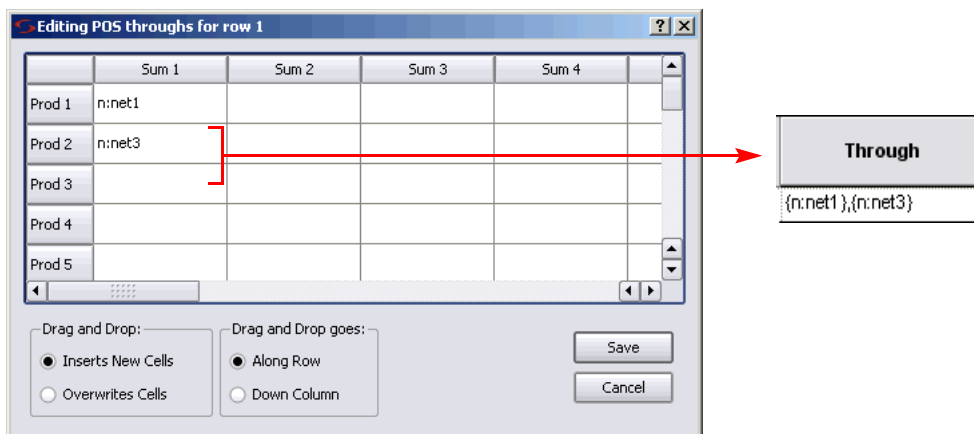 Editing POS throughs for row 1
Sum 1 Sum 2 Sum 3 Sum 4
Prod 1 n:net1
Prod 2 n:net3
Prod 3
Prod 4
Prod 5
Drag and Drop:
Inserts New Cells
Overwrites Cells
Drag and Drop goes:
Along Row
Down Column
Save
Cancel
Through
{n:net1},{n:net3}